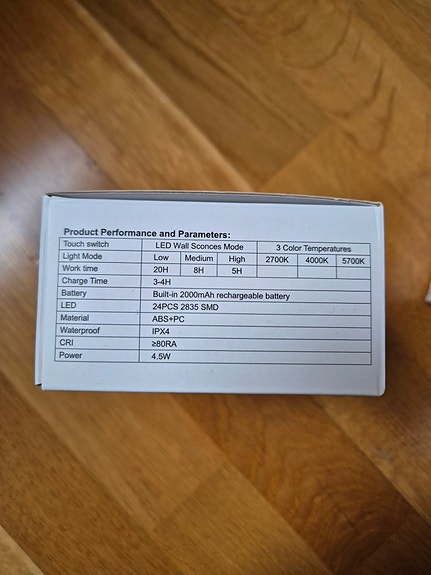 Product Performance and Parameters:
Touch switch LED Wall Sconces Mode 3 Color Temperatures
Light Mode Low Medium High 2700K 4000K 5700K
Work time 20H 8H 5H
Charge Time 3-4H
Battery Built-in 2000mAh rechargeable battery
LED 24PCS 2835 SMD
Material ABS+PC
Waterproof IPX4
CRI ≥80RA
Power 4.5W